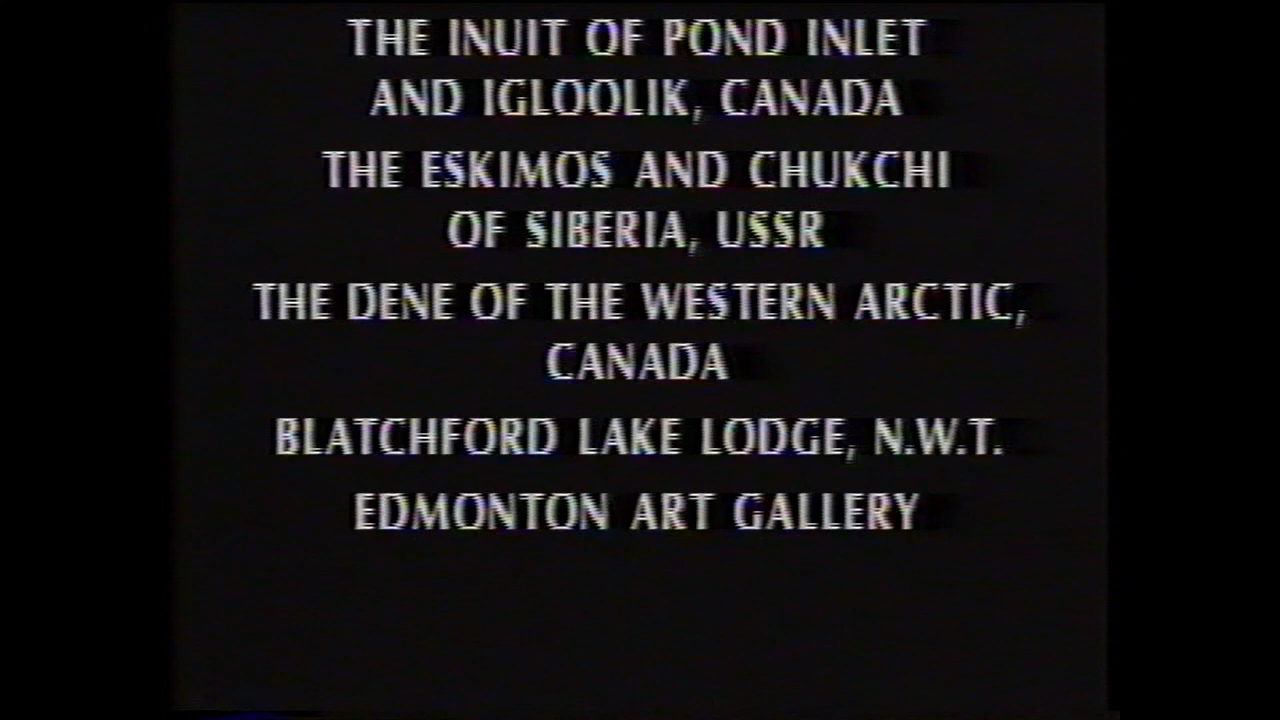 THE INUIT OF POND INLET
AND IGLOOLIK, CANADA
THE ESKIMOS AND CHUKCHI
OF SIBERIA, USSR
THE DENE OF THE WESTERN ARCTIC,
CANADA
BLATCHFORD LAKE LODGE, N.W.T.
EDMONTON ART GALLERY